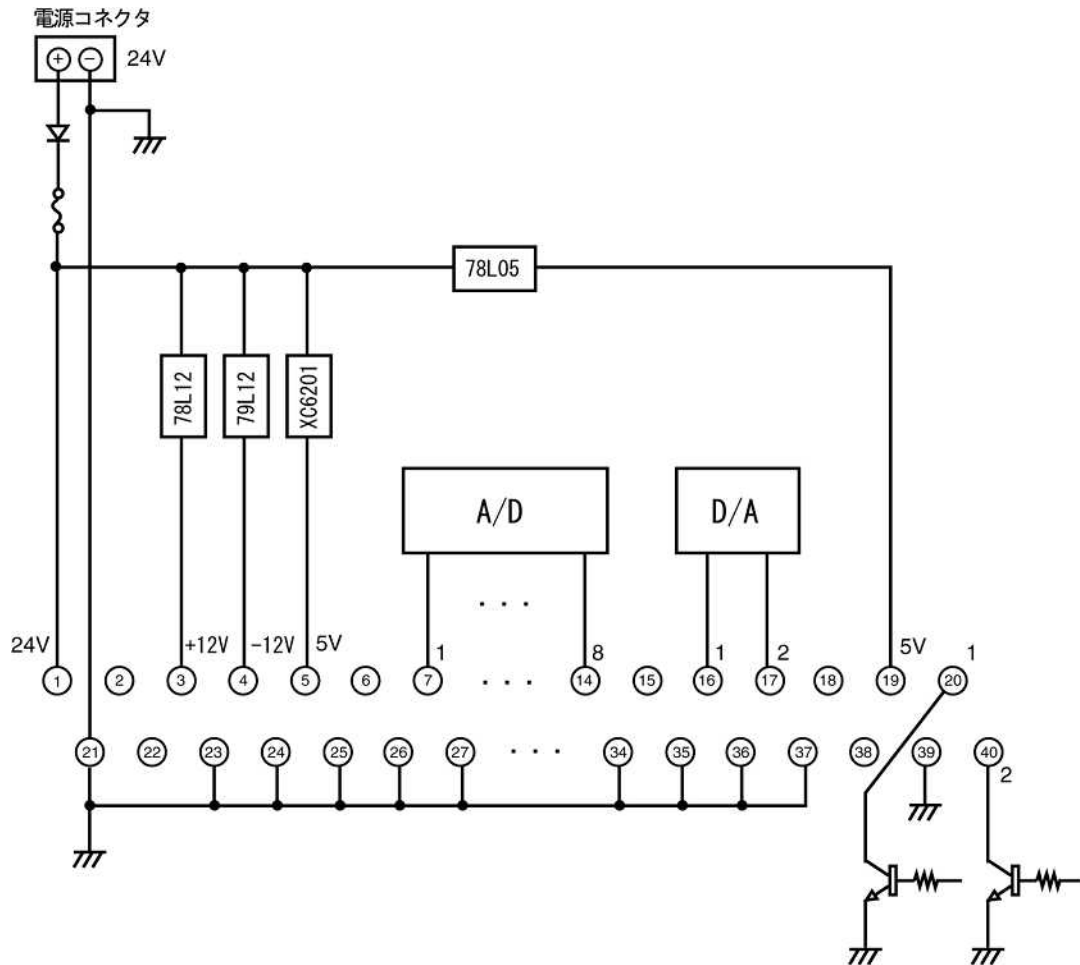 電源コネクタ
+ − 24V
78L05
78L12 79L12 XC6201
A/D D/A
· · ·
24V +12V -12V 5V 1 8 1 2 5V 1
1 2 3 4 5 6 7 · · · 14 15 16 17 18 19 20
21 22 23 24 25 26 27 · · · 34 35 36 37 38 39 40
2